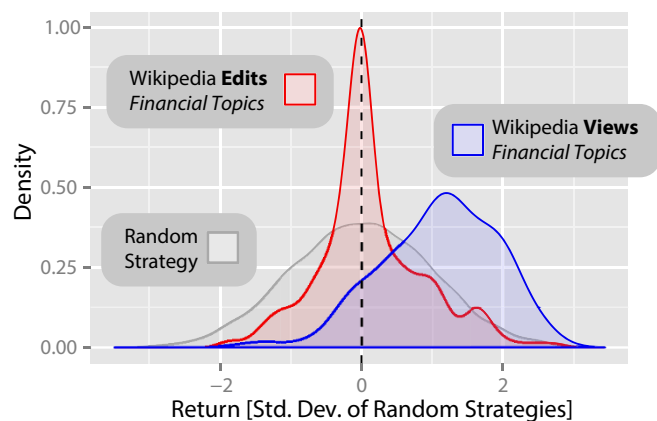 1.00
Wikipedia Edits
Financial Topics
0.75
Wikipedia Views
Financial Topics
Density
0.50
Random
Strategy
0.25
0.00
−2
0
2
Return [Std. Dev. of Random Strategies]